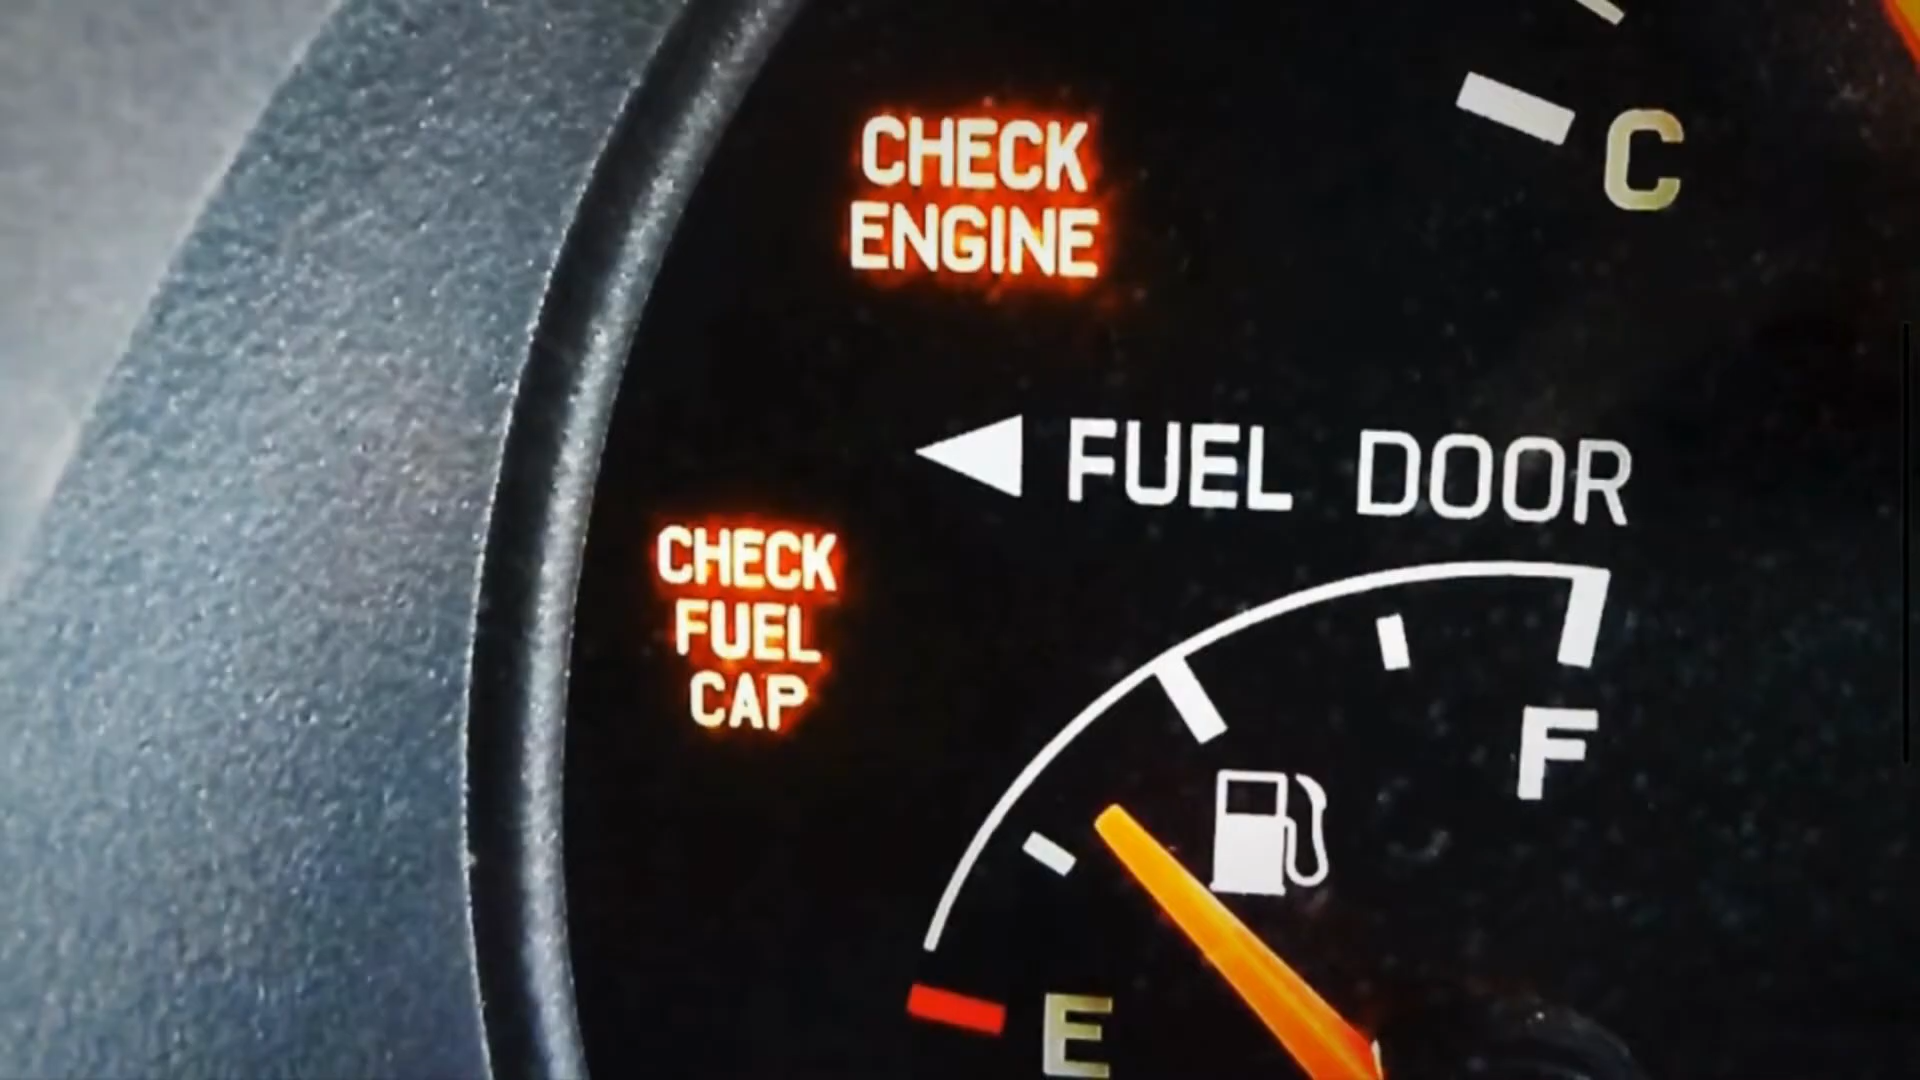 C
CHECK
ENGINE
FUEL DOOR
CHECK
FUEL
CAP
F
E